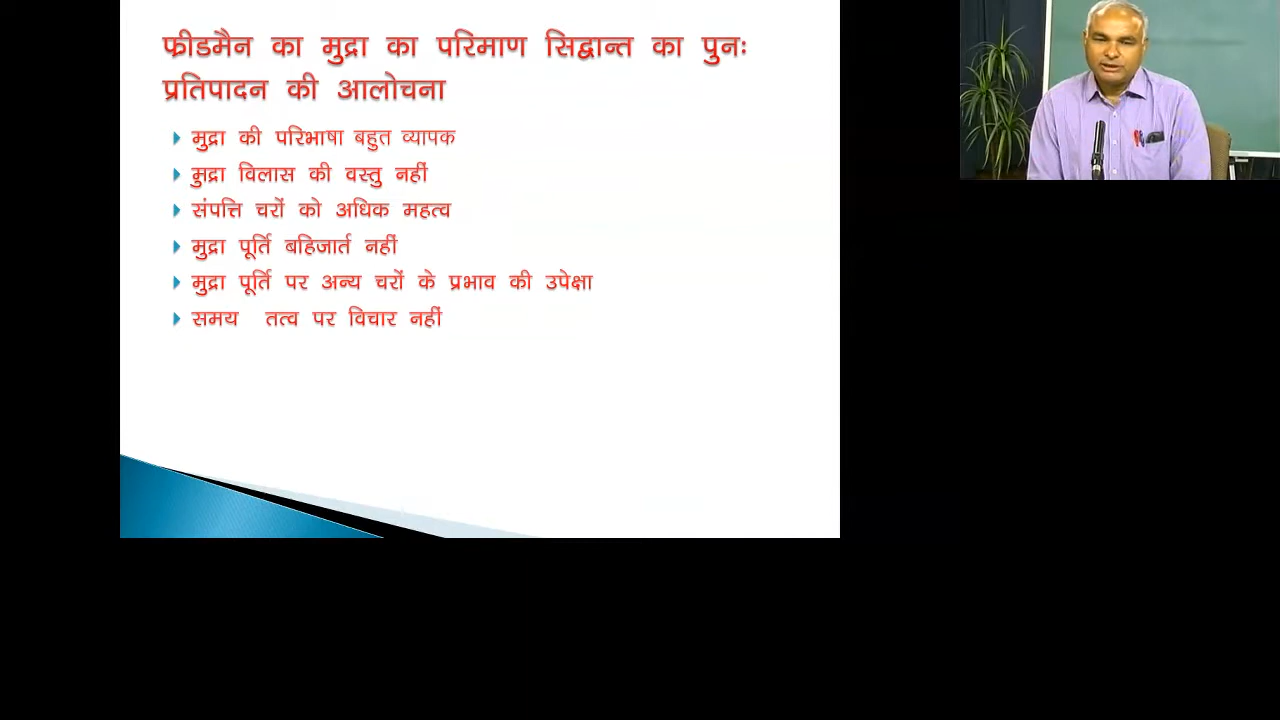 फ्रीडमैन का मुद्रा का परिमाण सिद्वान्त का पुनः
प्रतिपादन की आलोचना
मुद्रा की परिभाषा बहुत व्यापक
मुद्रा विलास की वस्तु नहीं
संपत्ति चरों को अधिक महत्व
मुद्रा पूर्ति बहिजार्त नहीं
मुद्रा पूर्ति पर अन्य चरों के प्रभाव की उपेक्षा
समय तत्व पर विचार नहीं